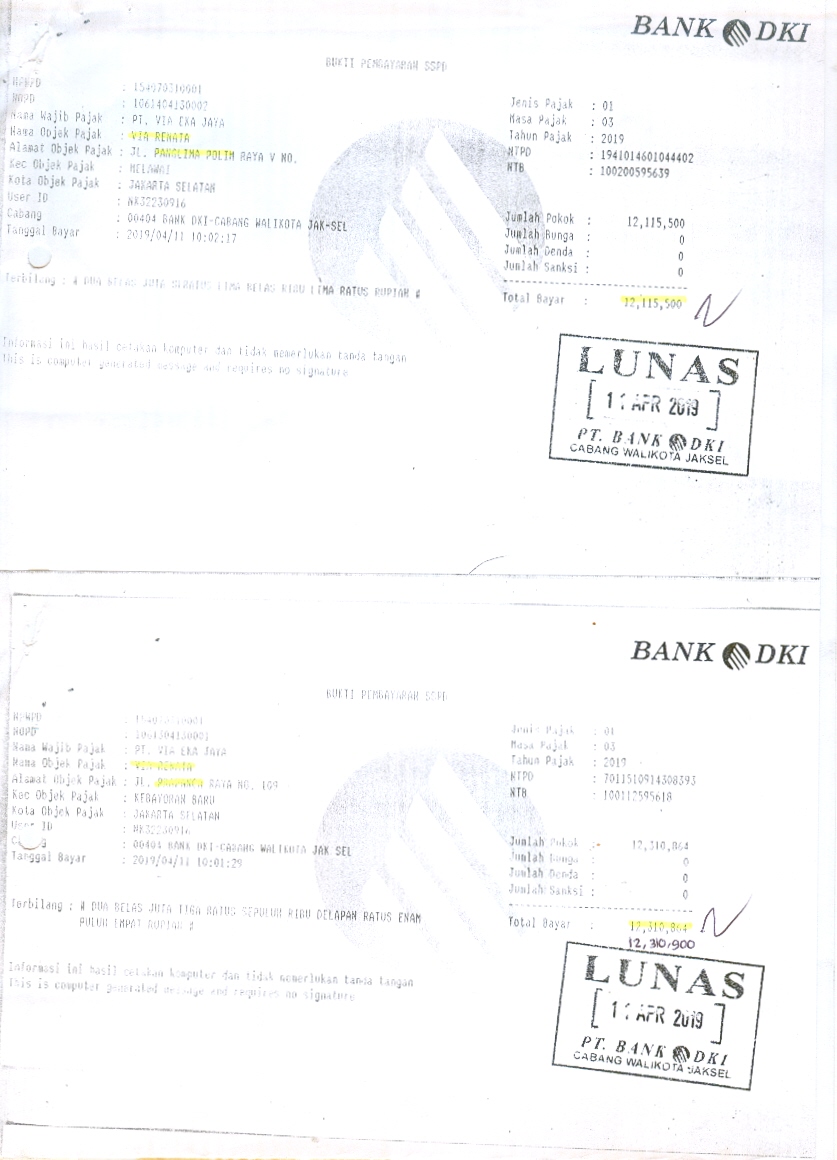 BANK DKI
BUKTI PEMBAYARAN SSPD
NPWPD : 154070310001
NOPD : 1061404130002
Nama Wajib Pajak : PT. VIA EKA JAYA
Nama Objek Pajak : VIA RENATA
Alamat Objek Pajak : JL. PANGLIMA POLIM RAYA V NO.
Kec Objek Pajak : MELAWAI
Kota Objek Pajak : JAKARTA SELATAN
User ID : NK32230916
Cabang : 00404 BANK DKI-CABANG WALIKOTA JAK-SEL
Tanggal Bayar : 2019/04/11 10:02:17
Jenis Pajak : 01
Masa Pajak : 03
Tahun Pajak : 2019
NTPD : 1941014601044402
NTB : 100200595639
Jumlah Pokok : 12,115,500
Jumlah Bunga : 0
Jumlah Denda : 0
Jumlah Sanksi : 0
Total Bayar : 12,115,500
Terbilang : # DUA BELAS JUTA SERATUS LIMA BELAS RIBU LIMA RATUS RUPIAH #
Informasi ini hasil cetakan komputer dan tidak memerlukan tanda tangan
This is computer generated message and requires no signature
LUNAS
11 APR 2019
PT. BANK DKI
CABANG WALIKOTA JAKSEL
BANK DKI
BUKTI PEMBAYARAN SSPD
NPWPD : 154070310001
NOPD : 1061304130001
Nama Wajib Pajak : PT. VIA EKA JAYA
Nama Objek Pajak : VIA RENATA
Alamat Objek Pajak : JL. RAYA NO. 109
Kec Objek Pajak : KEBAYORAN BARU
Kota Objek Pajak : JAKARTA SELATAN
User ID : NK32230916
: 00404 BANK DKI-CABANG WALIKOTA JAK SEL
Tanggal Bayar : 2019/04/11 10:01:29
Jenis Pajak : 01
Masa Pajak : 03
Tahun Pajak : 2019
NTPD : 7011510914308393
NTB : 100112595618
Jumlah Pokok : 12,310,864
Jumlah Bunga : 0
Jumlah Denda : 0
Jumlah Sanksi : 0
Total Bayar : 12,310,864
12,310,900
Terbilang : # DUA BELAS JUTA TIGA RATUS SEPULUH RIBU DELAPAN RATUS ENAM
PULUH EMPAT RUPIAH #
Informasi ini hasil cetakan komputer dan tidak memerlukan tanda tangan
This is computer generated message and requires no signature
LUNAS
11 APR 2019
PT. BANK DKI
CABANG WALIKOTA JAKSEL